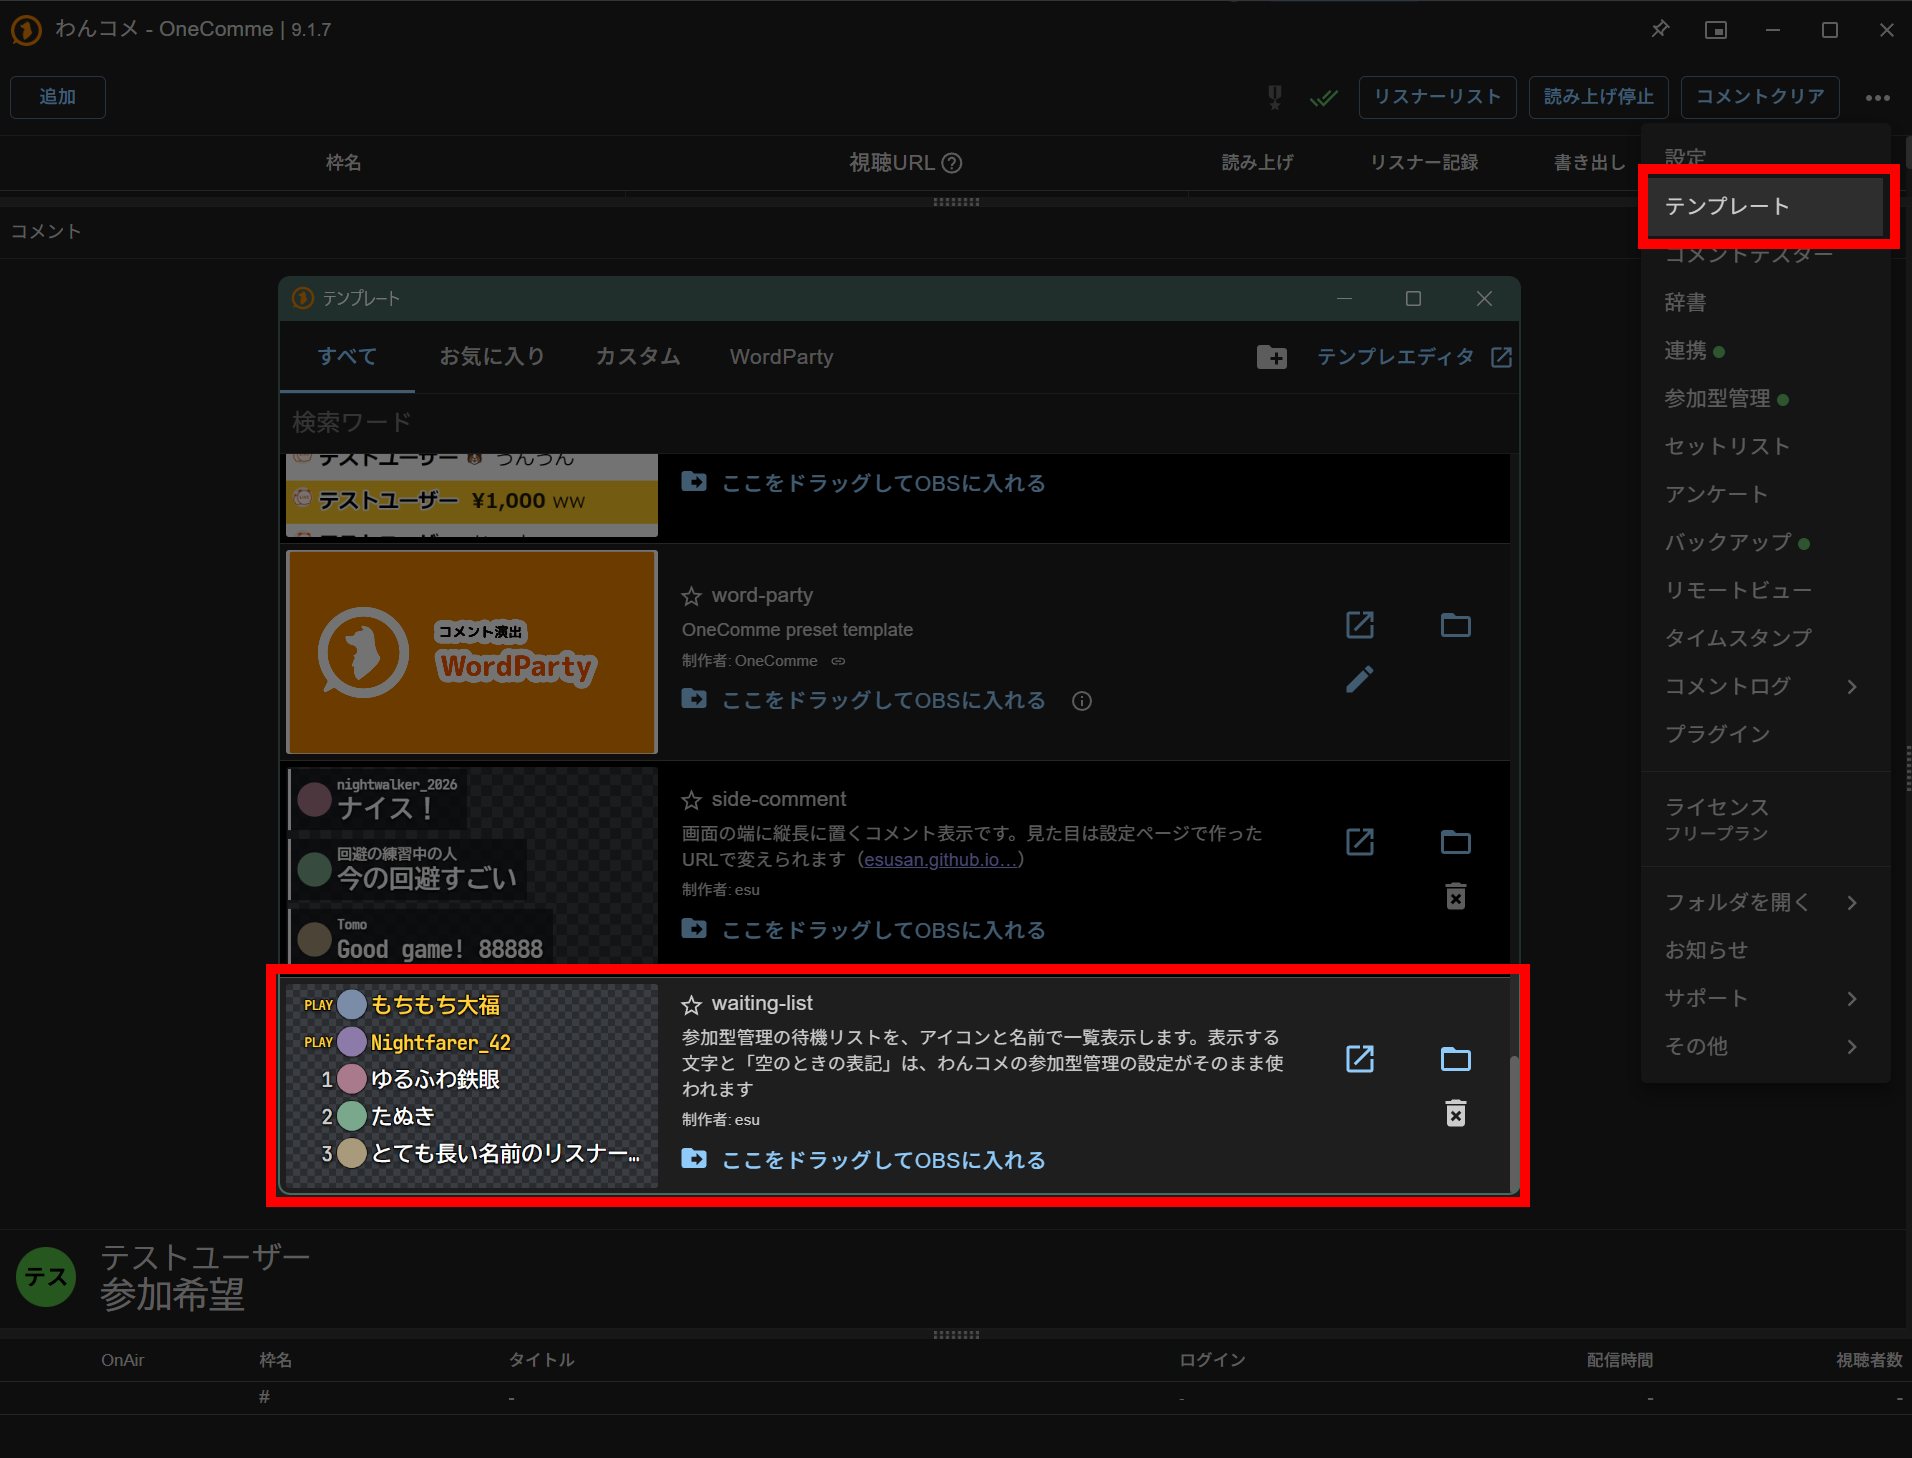 わんコメ - OneComme | 9.1.7
追加
リスナーリスト
読み上げ停止
コメントクリア
枠名
視聴URL
読み上げ
リスナー記録
書き出し
コメント
設定
テンプレート
コメントテスター
辞書
連携
参加型管理
セットリスト
アンケート
バックアップ
リモートビュー
タイムスタンプ
コメントログ
プラグイン
ライセンス
フリープラン
フォルダを開く
お知らせ
サポート
その他
テンプレート
すべて
お気に入り
カスタム
WordParty
テンプレエディタ
検索ワード
テストユーザー うんうん
テストユーザー ¥1,000 ww
ここをドラッグしてOBSに入れる
コメント演出
WordParty
word-party
OneComme preset template
制作者: OneComme
ここをドラッグしてOBSに入れる
nightwalker_2026
ナイス！
回避の練習中の人
今の回避すごい
Tomo
Good game! 88888
side-comment
画面の端に縦長に置くコメント表示です。見た目は設定ページで作った
URLで変えられます（esusan.github.io…）
制作者: esu
ここをドラッグしてOBSに入れる
PLAY もちもち大福
PLAY Nightfarer_42
1 ゆるふわ鉄眼
2 たぬき
3 とても長い名前のリスナー…
waiting-list
参加型管理の待機リストを、アイコンと名前で一覧表示します。表示する
文字と「空のときの表記」は、わんコメの参加型管理の設定がそのまま使
われます
制作者: esu
ここをドラッグしてOBSに入れる
テス
テストユーザー
参加希望
OnAir
枠名
タイトル
ログイン
配信時間
視聴者数
#
-
-
-
-